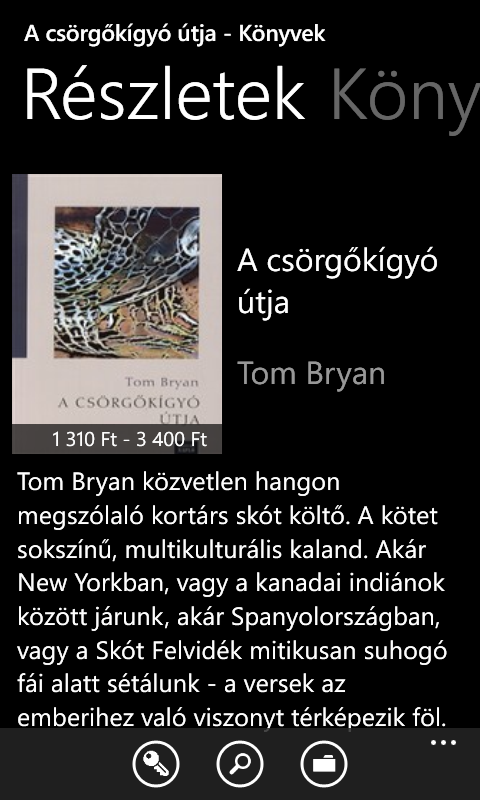 A csörgőkígyó útja - Könyvek
Részletek Köny
Tom Bryan
A CSÖRGŐKÍGYÓ
ÚTJA
1 310 Ft - 3 400 Ft
A csörgőkígyó
útja
Tom Bryan
Tom Bryan közvetlen hangon
megszólaló kortárs skót költő. A kötet
sokszínű, multikulturális kaland. Akár
New Yorkban, vagy a kanadai indiánok
között járunk, akár Spanyolországban,
vagy a Skót Felvidék mitikusan suhogó
fái alatt sétálunk - a versek az
emberihez való viszonyt térképezik föl.